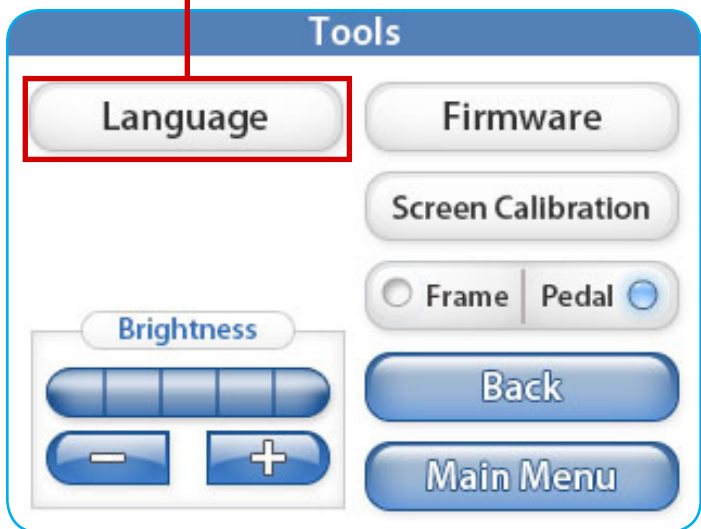 Tools
Language
Firmware
Screen Calibration
Frame
Pedal
Brightness
Back
Main Menu